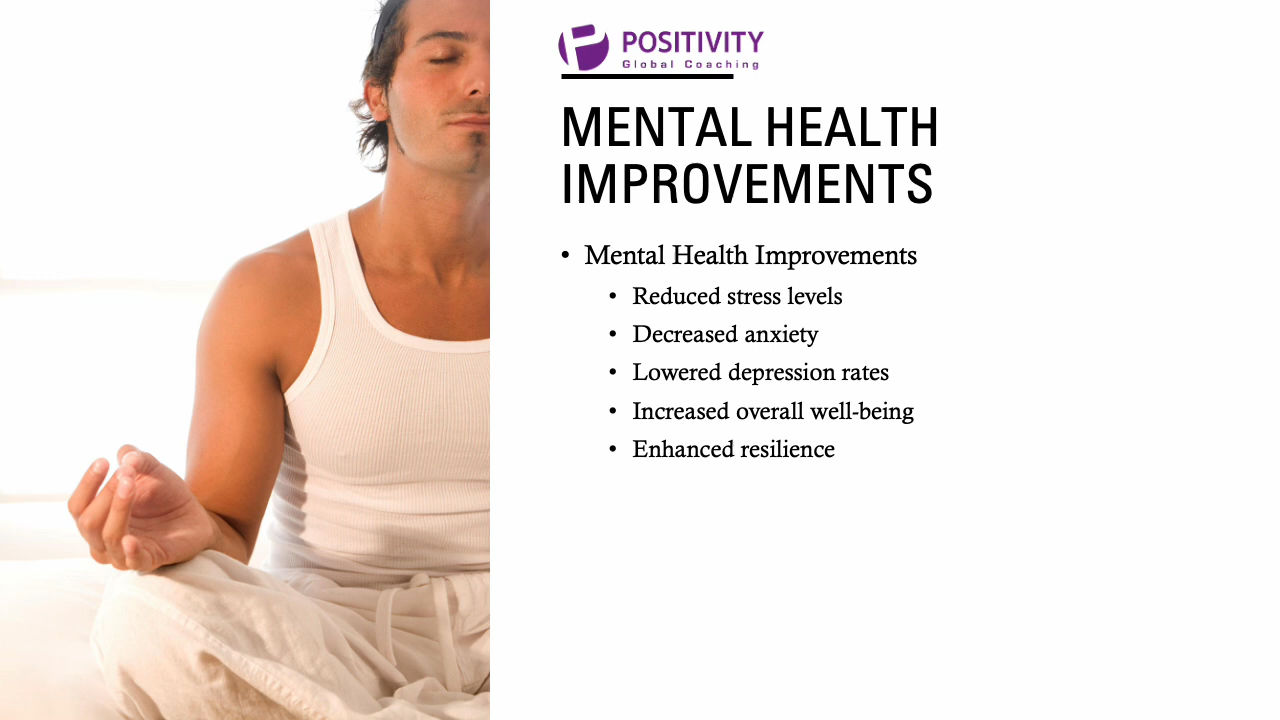 POSITIVITY
Global Coaching
MENTAL HEALTH
IMPROVEMENTS
• Mental Health Improvements
• Reduced stress levels
• Decreased anxiety
• Lowered depression rates
• Increased overall well-being
• Enhanced resilience